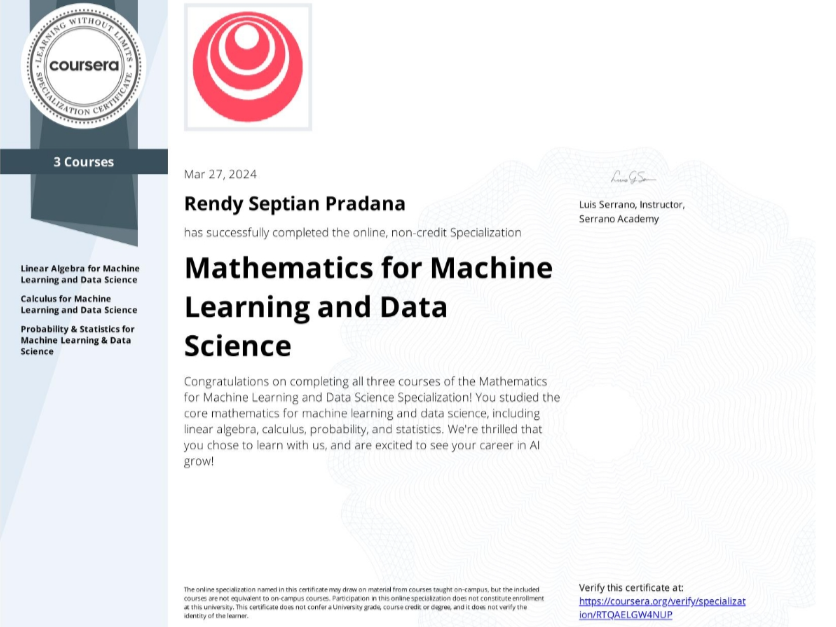 LEARNING WITHOUT LIMITS
coursera
SPECIALIZATION CERTIFICATE
3 Courses
Linear Algebra for Machine
Learning and Data Science
Calculus for Machine
Learning and Data Science
Probability & Statistics for
Machine Learning & Data
Science
Mar 27, 2024
Rendy Septian Pradana
has successfully completed the online, non-credit Specialization
Mathematics for Machine
Learning and Data
Science
Congratulations on completing all three courses of the Mathematics
for Machine Learning and Data Science Specialization! You studied the
core mathematics for machine learning and data science, including
linear algebra, calculus, probability, and statistics. We're thrilled that
you chose to learn with us, and are excited to see your career in AI
grow!
Luis Serrano, Instructor,
Serrano Academy
The online specialization named in this certificate may draw on material from courses taught on-campus, but the included
courses are not equivalent to on-campus courses. Participation in this online specialization does not constitute enrollment
at this university. This certificate does not confer a University grade, course credit or degree, and it does not verify the
identity of the learner.
Verify this certificate at:
https://coursera.org/verify/specializat
ion/RTQAELGW4NUP